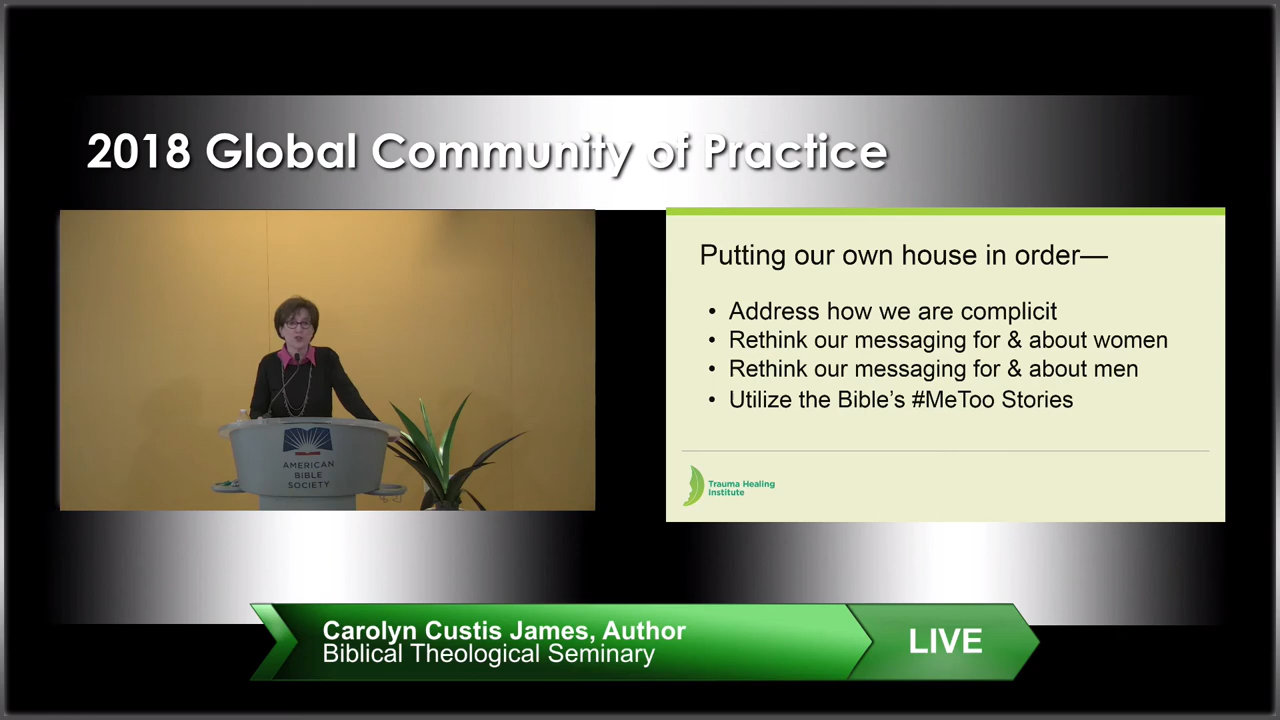 2018 Global Community of Practice
AMERICAN
BIBLE
SOCIETY
Putting our own house in order—
• Address how we are complicit
• Rethink our messaging for & about women
• Rethink our messaging for & about men
• Utilize the Bible’s #MeToo Stories
Trauma Healing
Institute
Carolyn Custis James, Author
Biblical Theological Seminary
LIVE